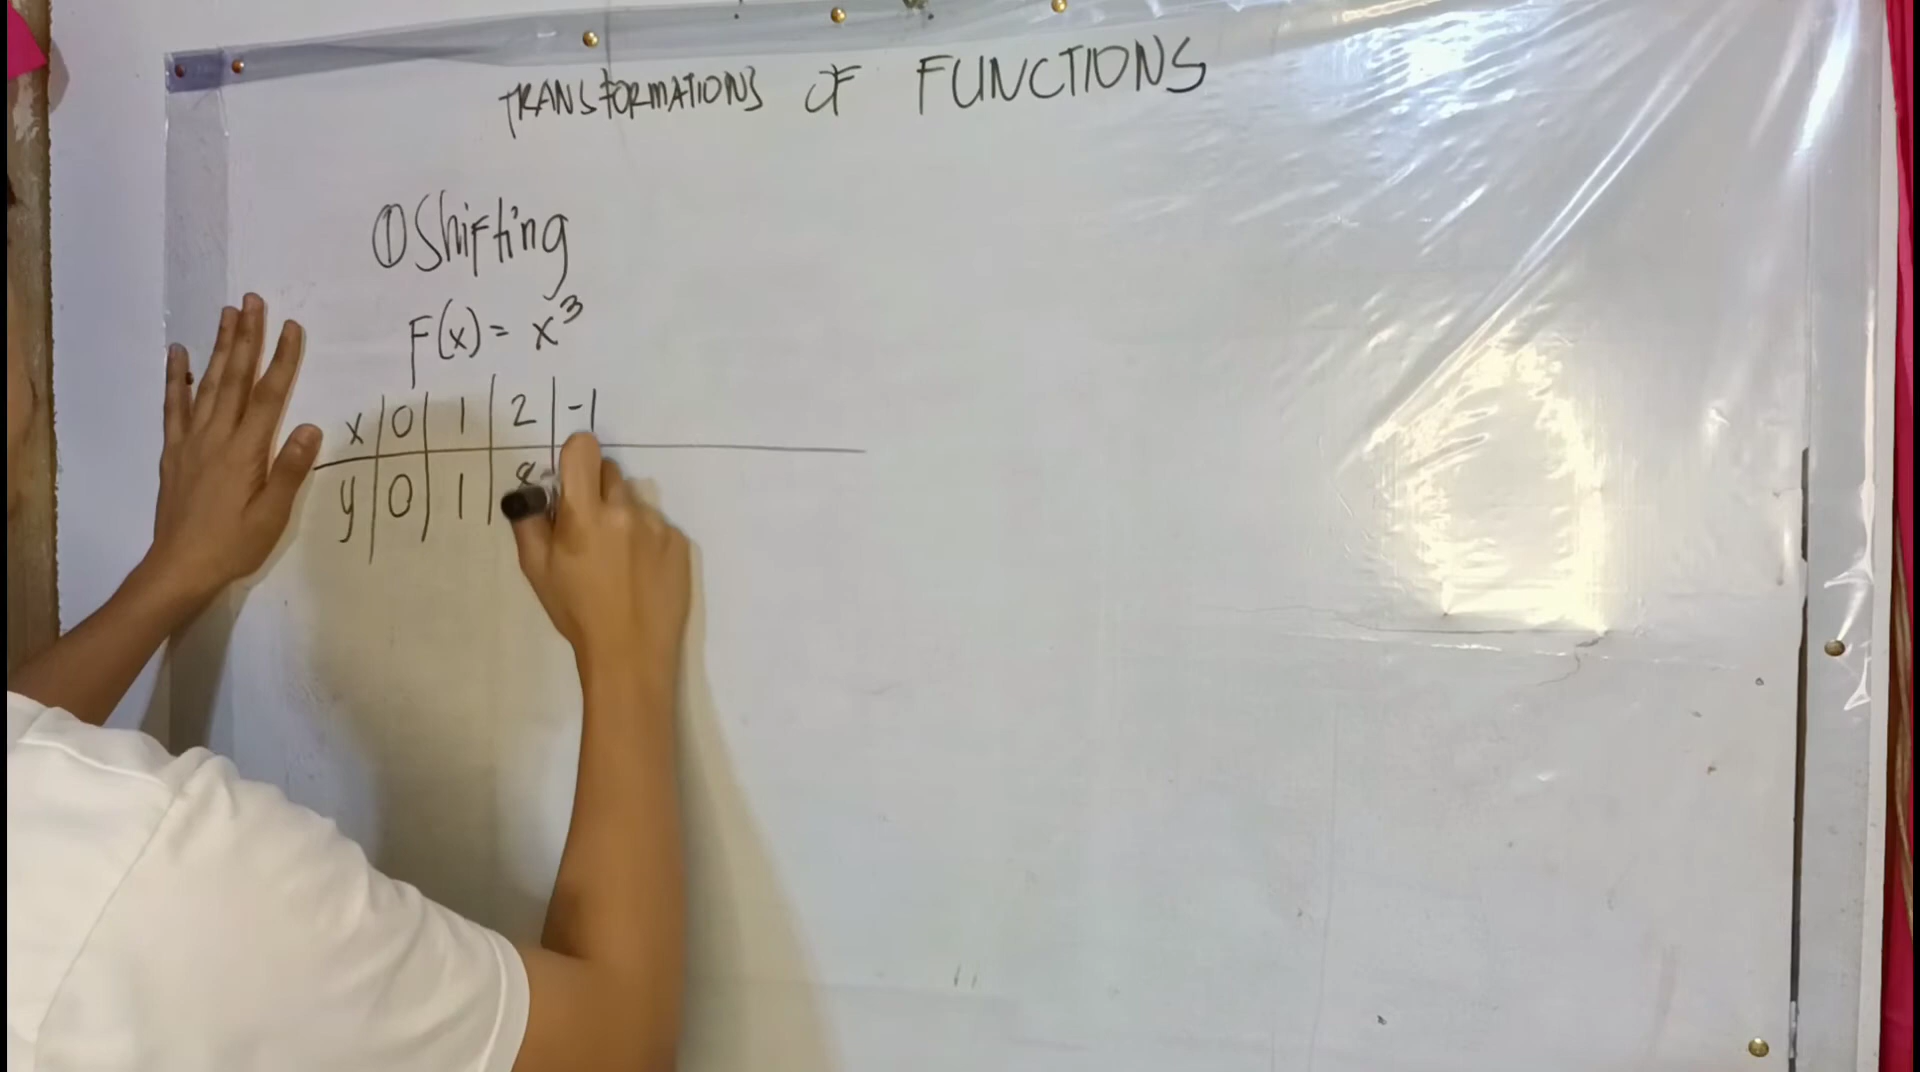 TRANSFORMATIONS OF FUNCTIONS
① Shifting
F(x) = x³
x | 0 | 1 | 2 | -1
y | 0 | 1 | 8